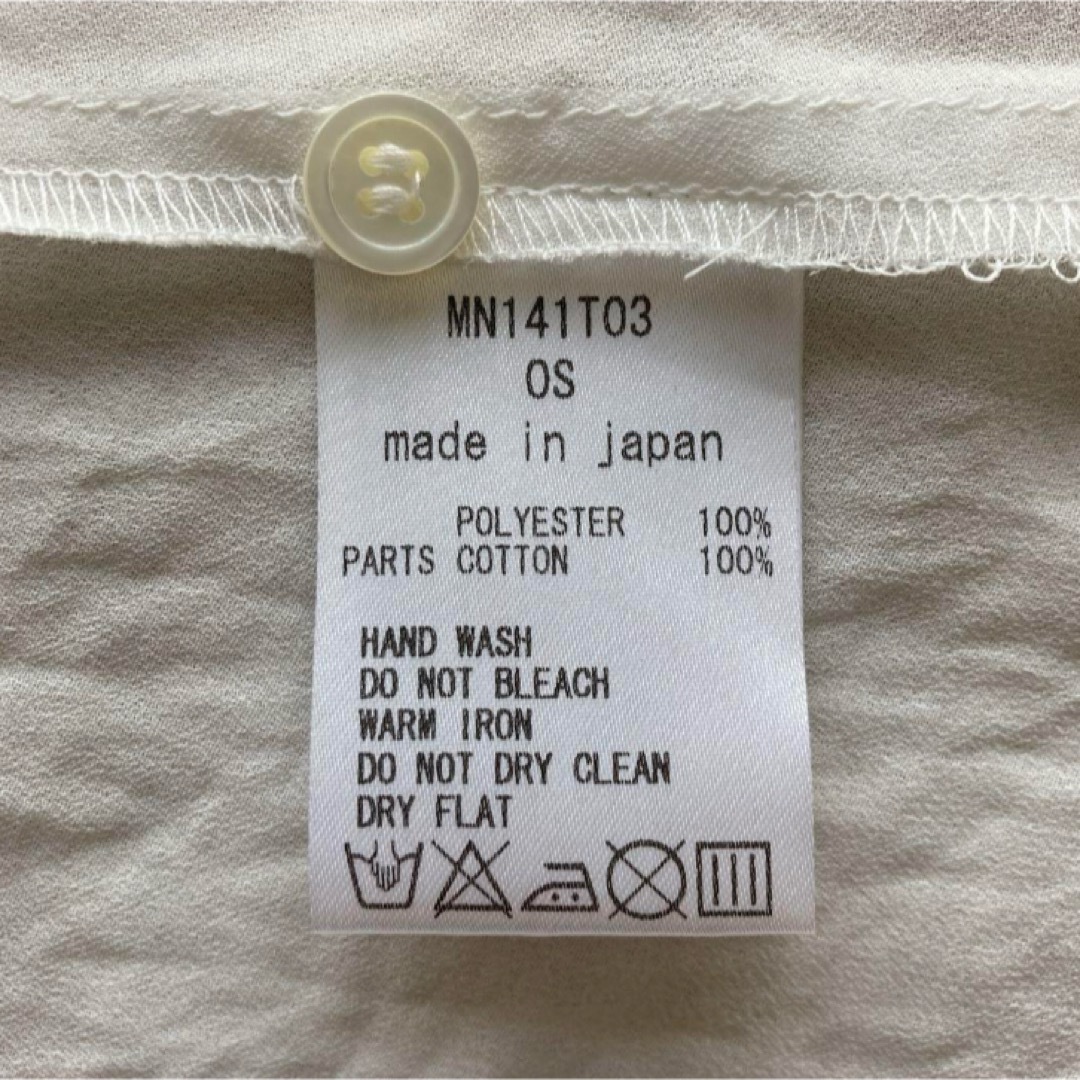 MN141T03
OS
made in japan
POLYESTER 100%
PARTS COTTON 100%
HAND WASH
DO NOT BLEACH
WARM IRON
DO NOT DRY CLEAN
DRY FLAT